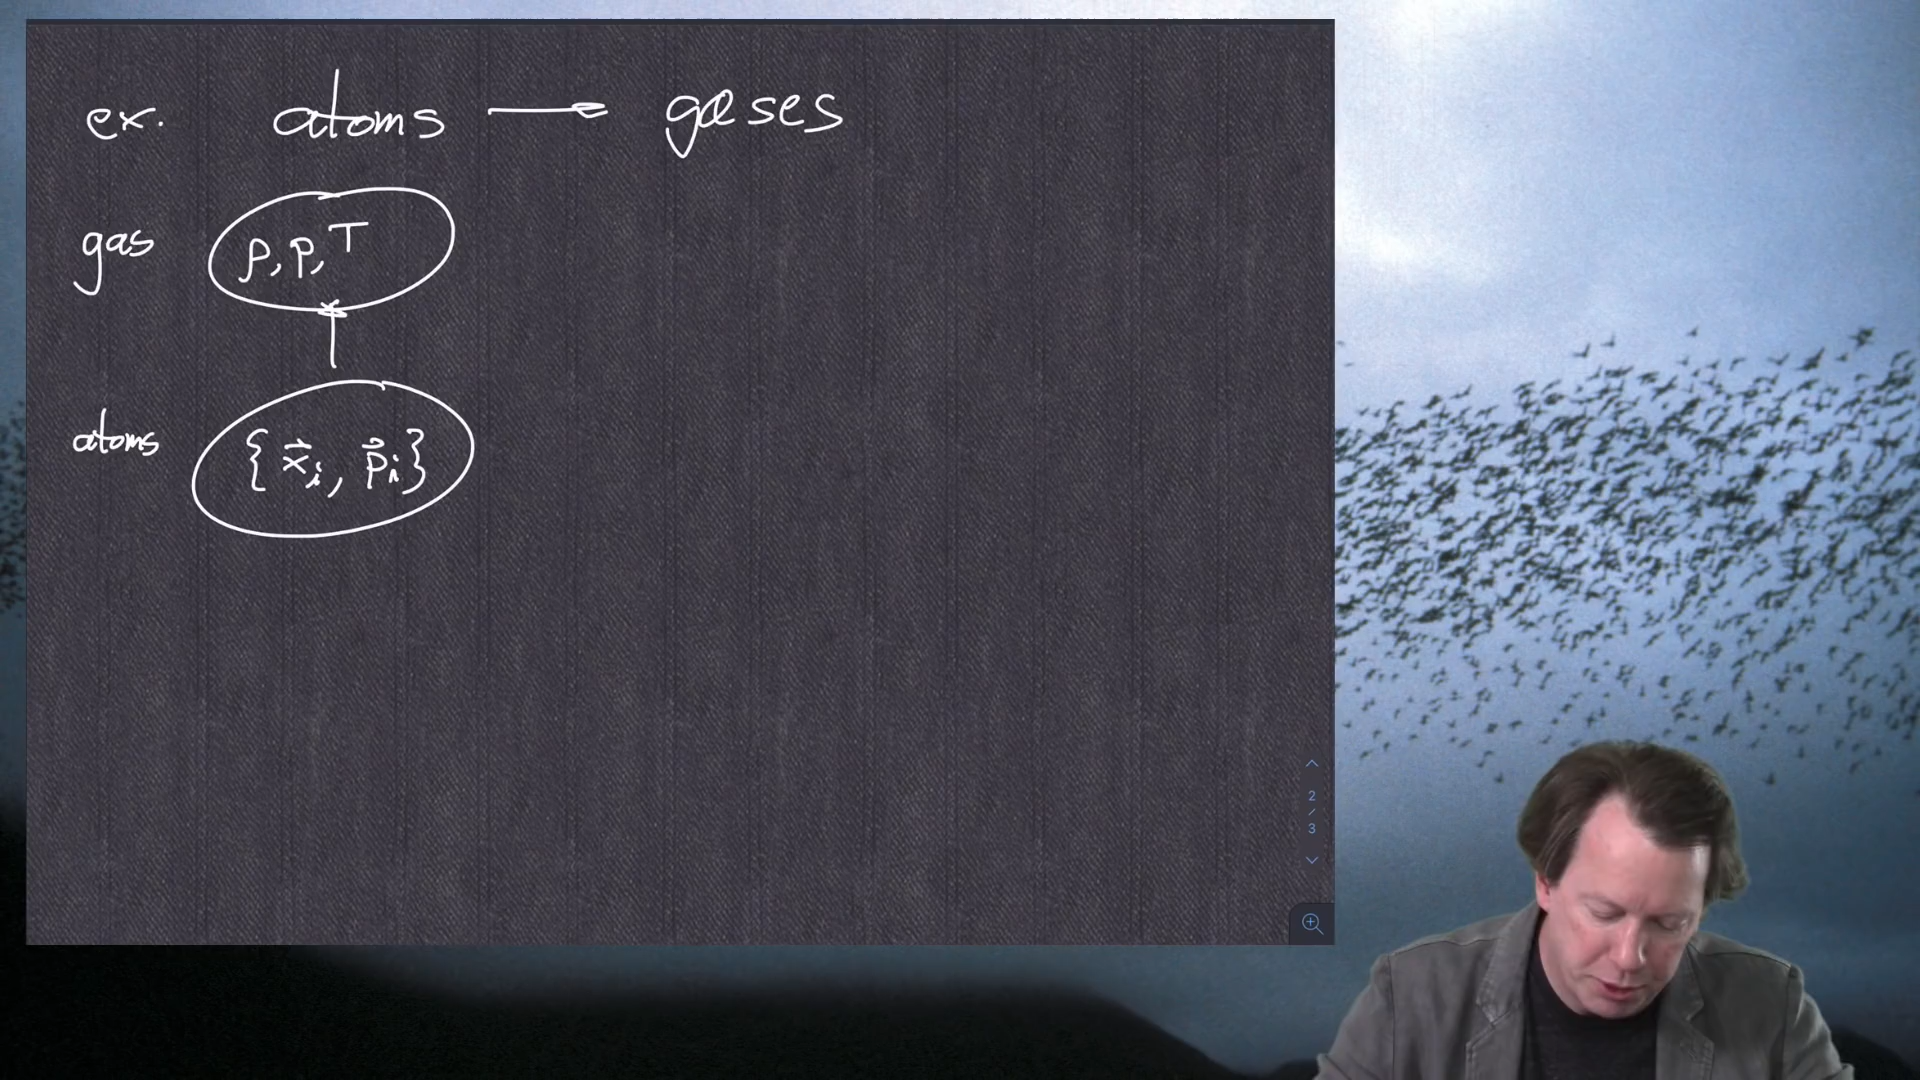 ex. atoms → gases
gas ρ, p, T
atoms { x⃗ᵢ, p⃗ᵢ }
2
/
3